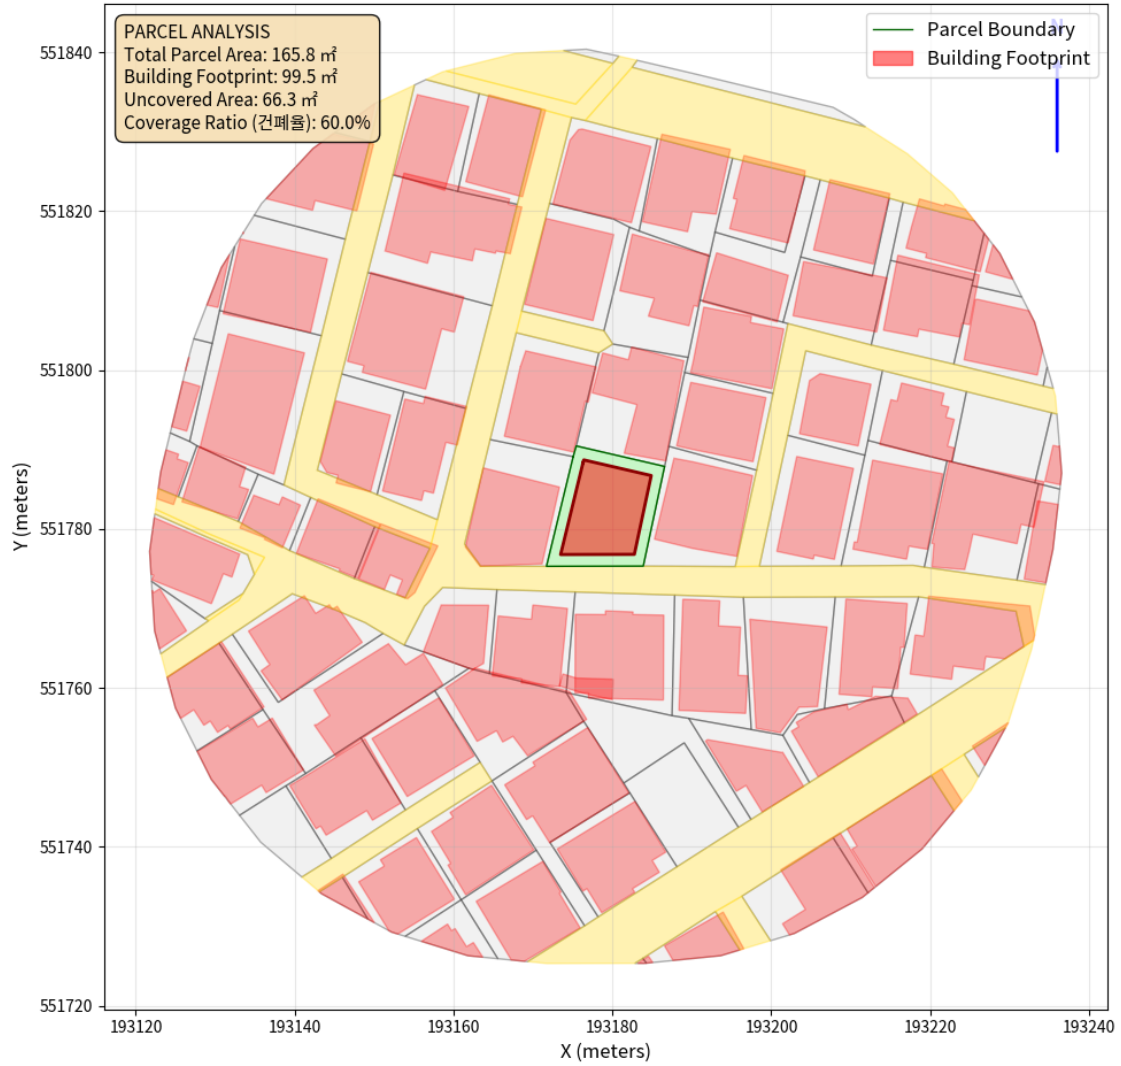 PARCEL ANALYSIS
Total Parcel Area: 165.8 ㎡
Building Footprint: 99.5 ㎡
Uncovered Area: 66.3 ㎡
Coverage Ratio (건폐율): 60.0%
Parcel Boundary
Building Footprint
N
551840
551820
551800
551780
551760
551740
551720
Y (meters)
193120 193140 193160 193180 193200 193220 193240
X (meters)